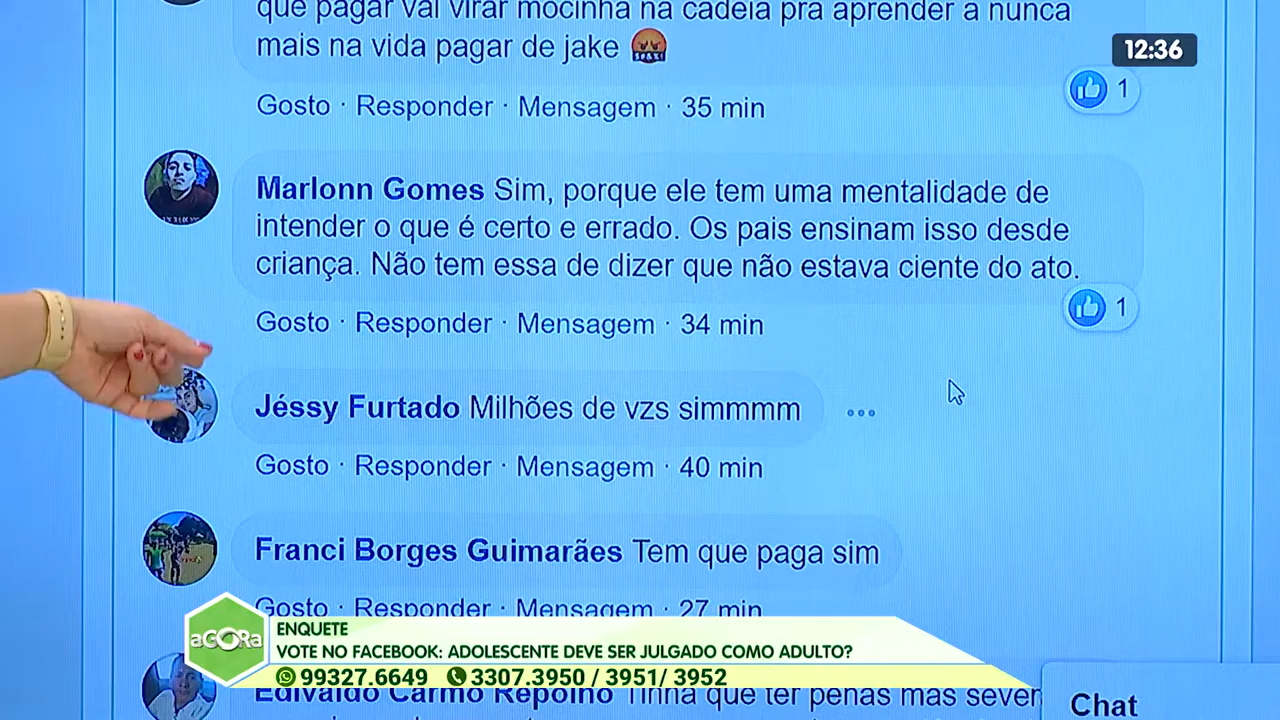 que pagar vai virar mocinha na cadeia pra aprender a nunca
mais na vida pagar de jake
12:36
1
Gosto · Responder · Mensagem · 35 min
Marlonn Gomes Sim, porque ele tem uma mentalidade de
intender o que é certo e errado. Os pais ensinam isso desde
criança. Não tem essa de dizer que não estava ciente do ato.
1
Gosto · Responder · Mensagem · 34 min
Jéssy Furtado Milhões de vzs simmmm
Gosto · Responder · Mensagem · 40 min
Franci Borges Guimarães Tem que paga sim
Gosto · Responder · Mensagem · 27 min
aGORa
ENQUETE
VOTE NO FACEBOOK: ADOLESCENTE DEVE SER JULGADO COMO ADULTO?
99327.6649 3307.3950 / 3951/ 3952
Edivaldo Carmo Repolho Tinha que ter penas mas sever
Chat